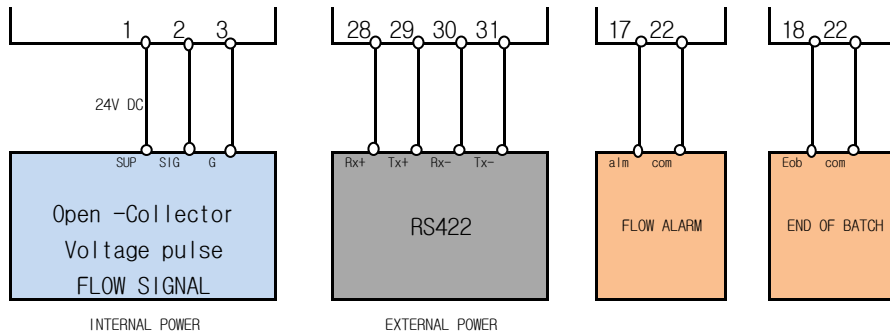 1 2 3
24V DC
SUP SIG G
Open -Collector
Voltage pulse
FLOW SIGNAL
INTERNAL POWER
28 29 30 31
Rx+ Tx+ Rx- Tx-
RS422
EXTERNAL POWER
17 22
alm com
FLOW ALARM
18 22
Eob com
END OF BATCH